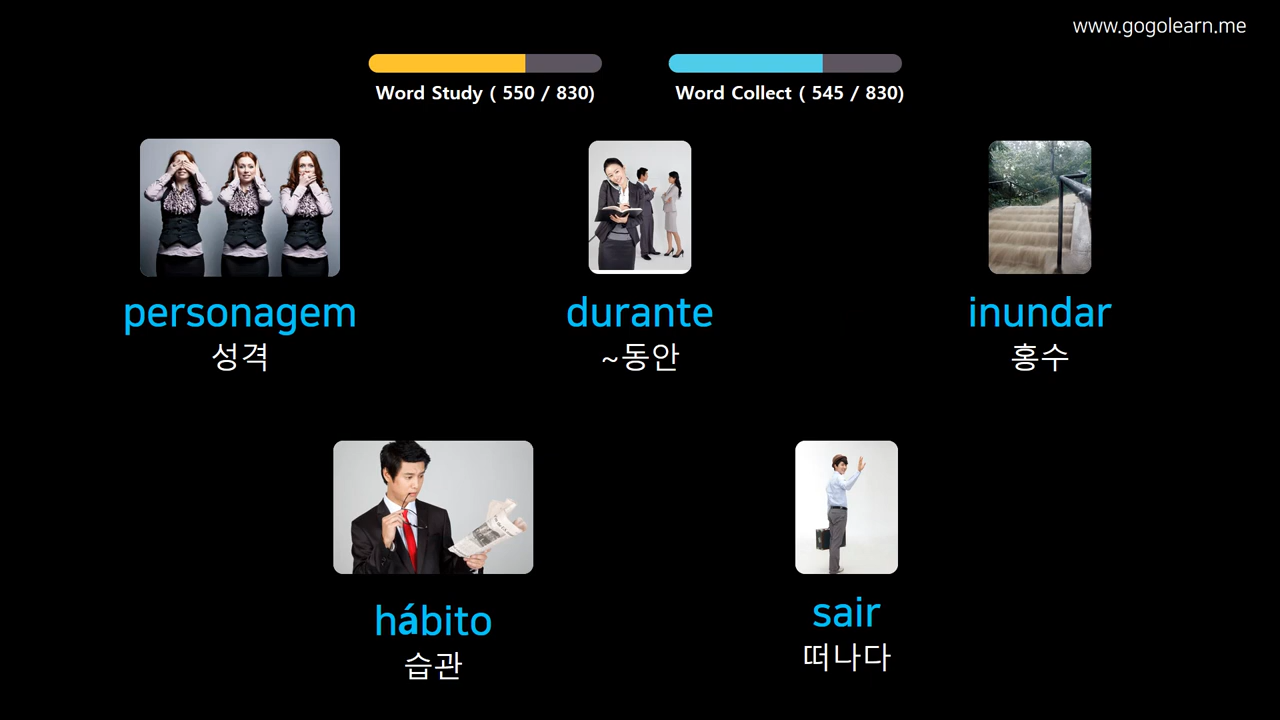 www.gogolearn.me
Word Study ( 550 / 830)
Word Collect ( 545 / 830)
personagem
성격
durante
~동안
inundar
홍수
hábito
습관
sair
떠나다